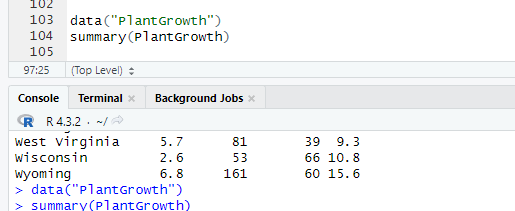 102
103 data("PlantGrowth")
104 summary(PlantGrowth)
105
97:25 (Top Level)
Console Terminal Background Jobs
R R 4.3.2 · ~/
West Virginia 5.7 81 39 9.3
Wisconsin 2.6 53 66 10.8
Wyoming 6.8 161 60 15.6
> data("PlantGrowth")
> summary(PlantGrowth)